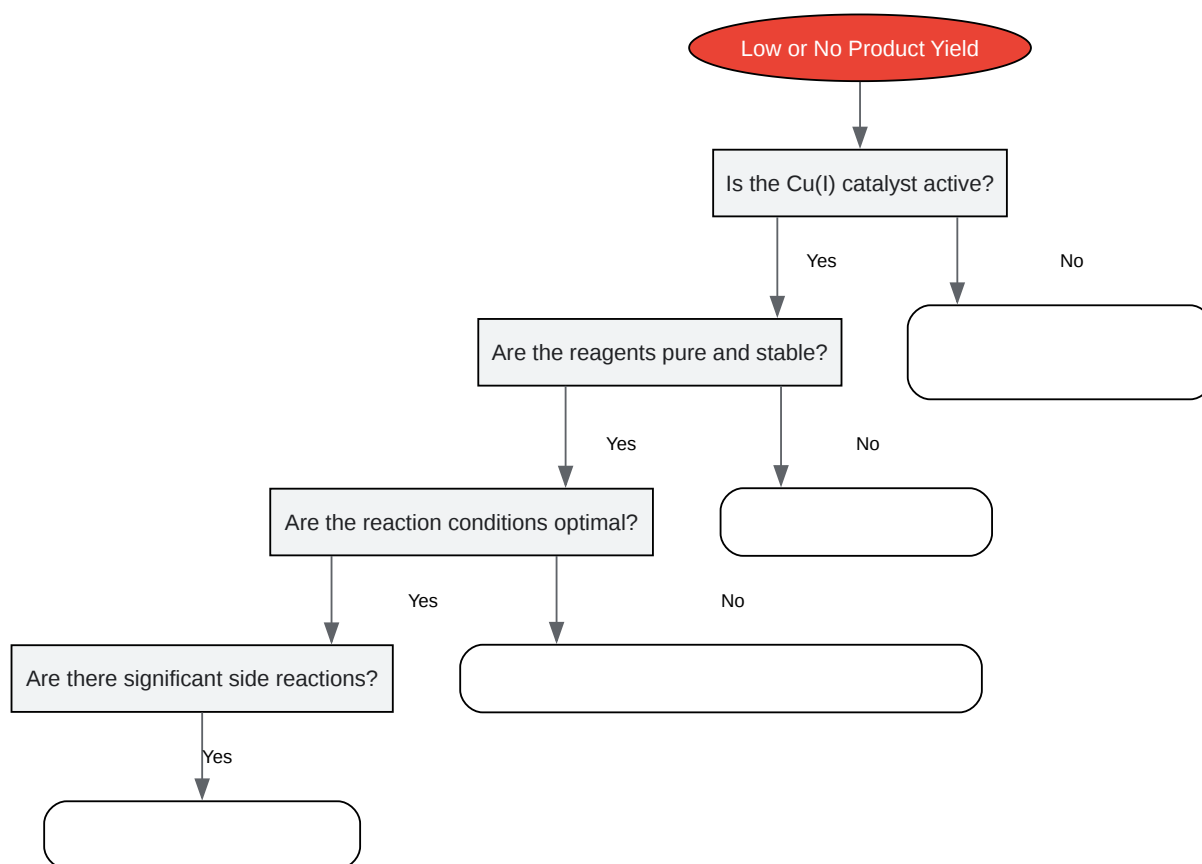 Low or No Product Yield
Is the Cu(I) catalyst active?
Yes
No
Are the reagents pure and stable?
Yes
No
Are the reaction conditions optimal?
Yes
No
Are there significant side reactions?
Yes